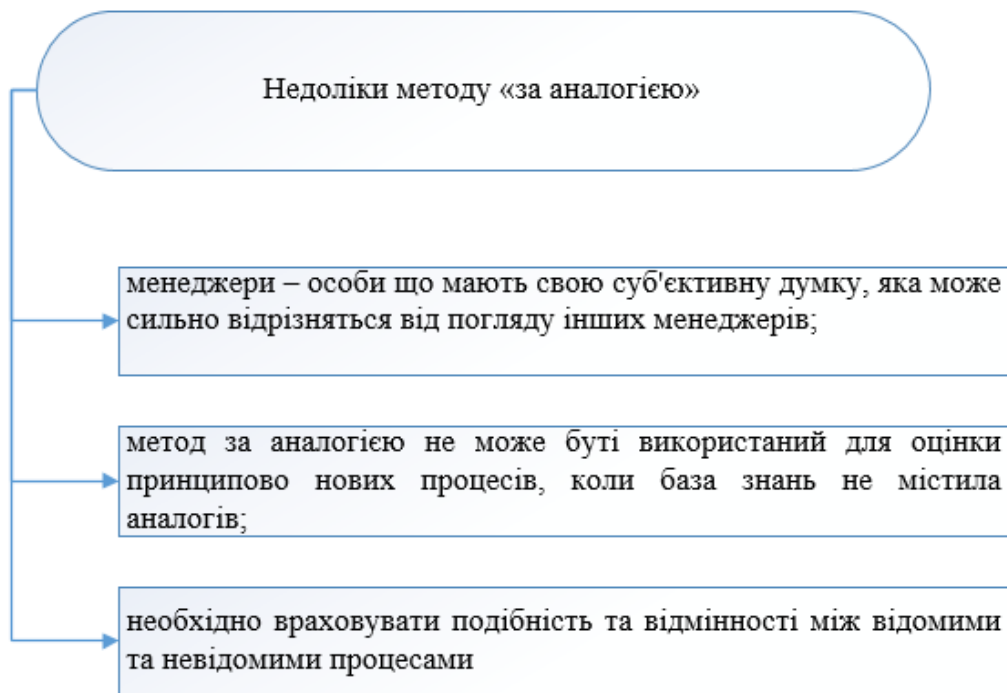 Недоліки методу «за аналогією»
менеджери – особи що мають свою суб'єктивну думку, яка може
сильно відрізняться від погляду інших менеджерів;
метод за аналогією не може буті використаний для оцінки
принципово нових процесів, коли база знань не містила
аналогів;
необхідно враховувати подібність та відмінності між відомими
та невідомими процесами